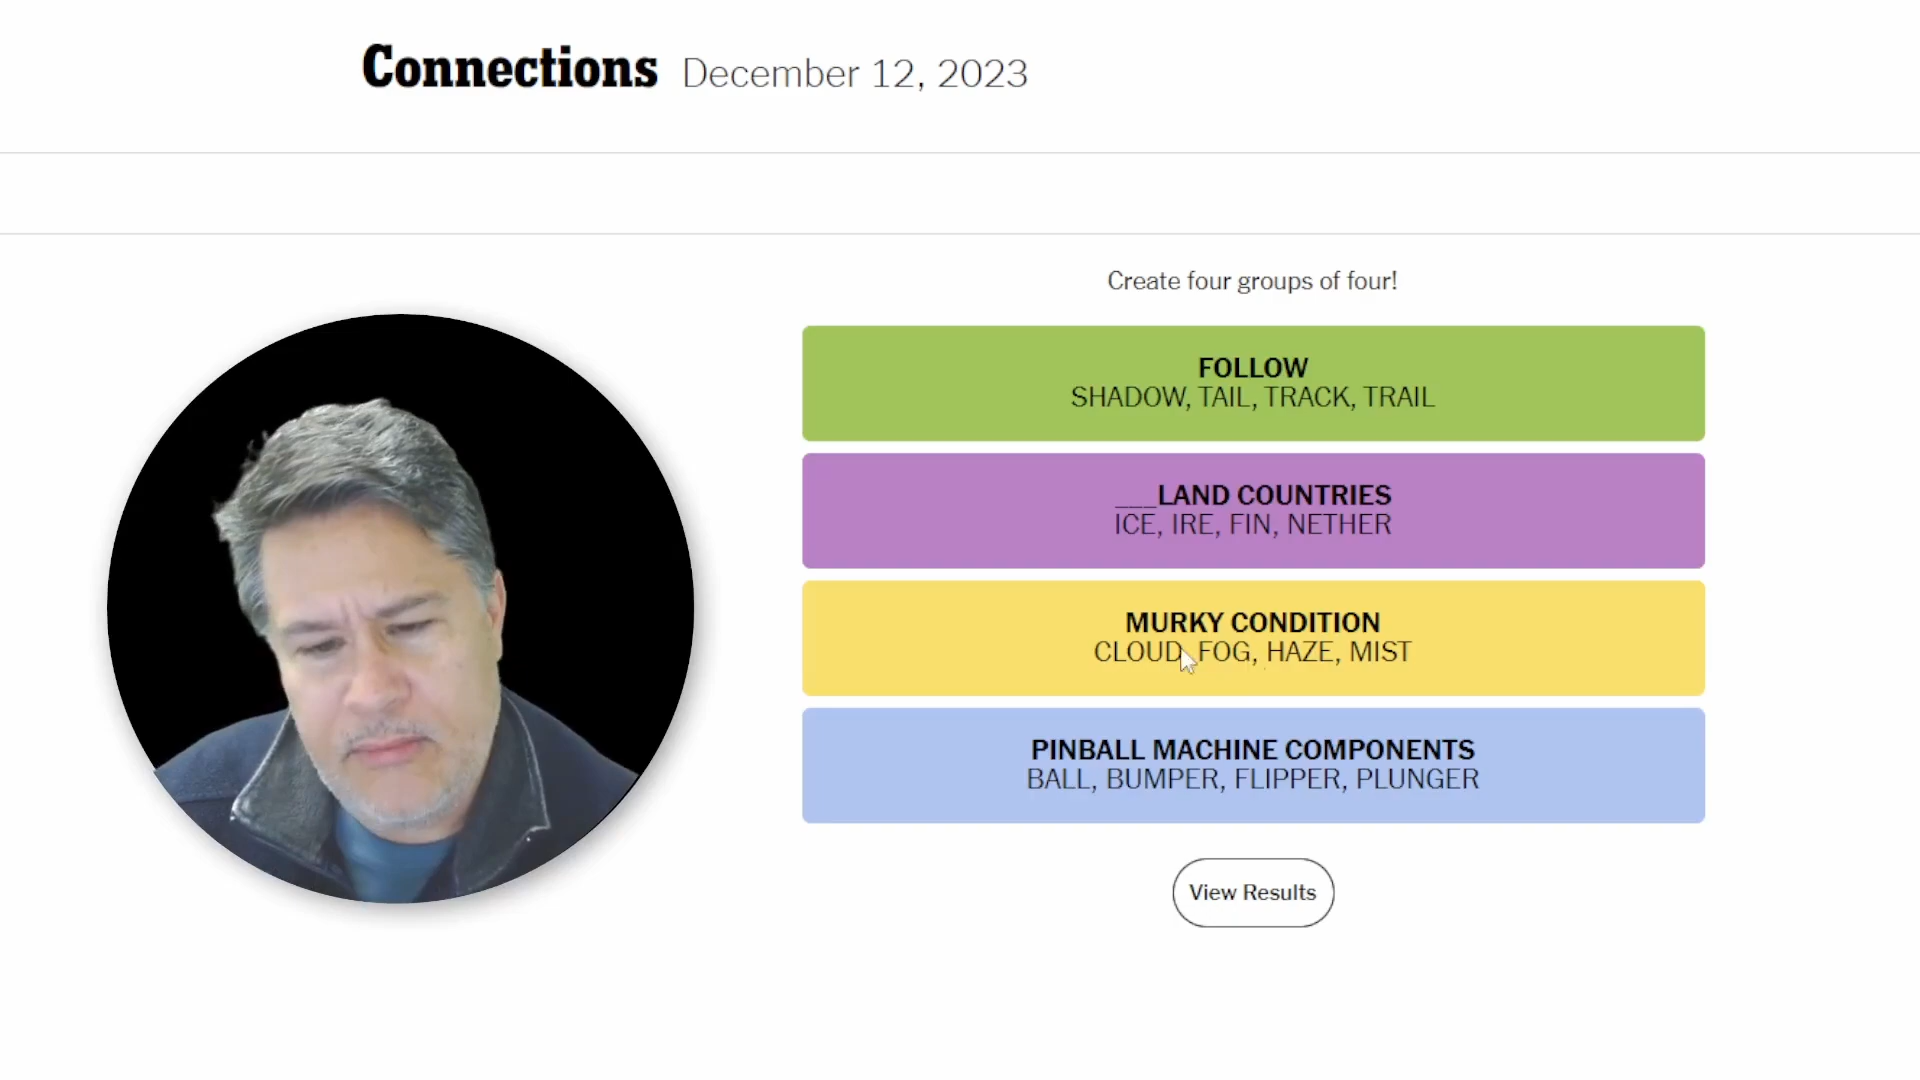 Connections December 12, 2023
Create four groups of four!
FOLLOW
SHADOW, TAIL, TRACK, TRAIL
___LAND COUNTRIES
ICE, IRE, FIN, NETHER
MURKY CONDITION
CLOUD, FOG, HAZE, MIST
PINBALL MACHINE COMPONENTS
BALL, BUMPER, FLIPPER, PLUNGER
View Results